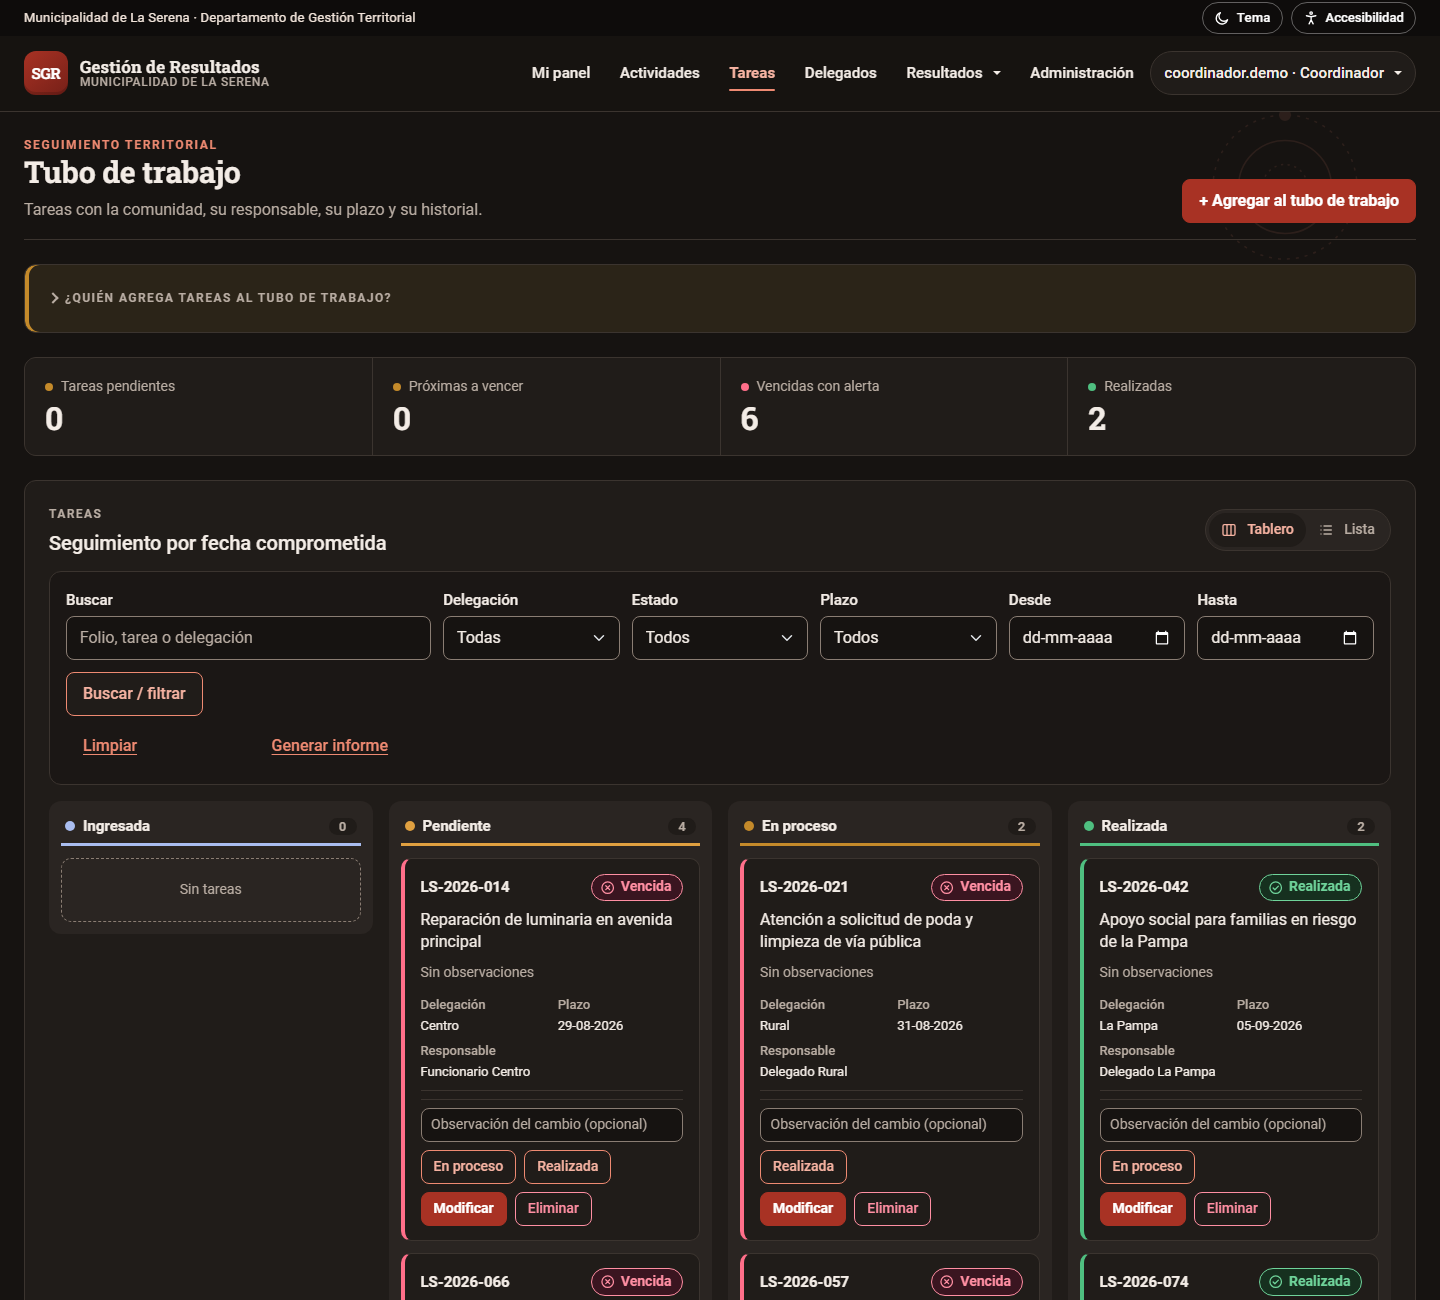 Municipalidad de La Serena · Departamento de Gestión Territorial
Tema
Accesibilidad
SGR
Gestión de Resultados
MUNICIPALIDAD DE LA SERENA
Mi panel
Actividades
Tareas
Delegados
Resultados
Administración
coordinador.demo · Coordinador
SEGUIMIENTO TERRITORIAL
Tubo de trabajo
Tareas con la comunidad, su responsable, su plazo y su historial.
+ Agregar al tubo de trabajo
¿QUIÉN AGREGA TAREAS AL TUBO DE TRABAJO?
Tareas pendientes
0
Próximas a vencer
0
Vencidas con alerta
6
Realizadas
2
TAREAS
Seguimiento por fecha comprometida
Tablero
Lista
Buscar
Folio, tarea o delegación
Delegación
Todas
Estado
Todos
Plazo
Todos
Desde
dd-mm-aaaa
Hasta
dd-mm-aaaa
Buscar / filtrar
Limpiar
Generar informe
Ingresada
0
Sin tareas
Pendiente
4
LS-2026-014
Vencida
Reparación de luminaria en avenida
principal
Sin observaciones
Delegación
Plazo
Centro
29-08-2026
Responsable
Funcionario Centro
Observación del cambio (opcional)
En proceso
Realizada
Modificar
Eliminar
LS-2026-066
Vencida
En proceso
2
LS-2026-021
Vencida
Atención a solicitud de poda y
limpieza de vía pública
Sin observaciones
Delegación
Plazo
Rural
31-08-2026
Responsable
Delegado Rural
Observación del cambio (opcional)
Realizada
Modificar
Eliminar
LS-2026-057
Vencida
Realizada
2
LS-2026-042
Realizada
Apoyo social para familias en riesgo
de la Pampa
Sin observaciones
Delegación
Plazo
La Pampa
05-09-2026
Responsable
Delegado La Pampa
Observación del cambio (opcional)
En proceso
Modificar
Eliminar
LS-2026-074
Realizada